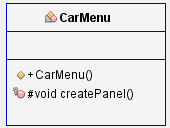 CarMenu
+ CarMenu()
# void createPanel()